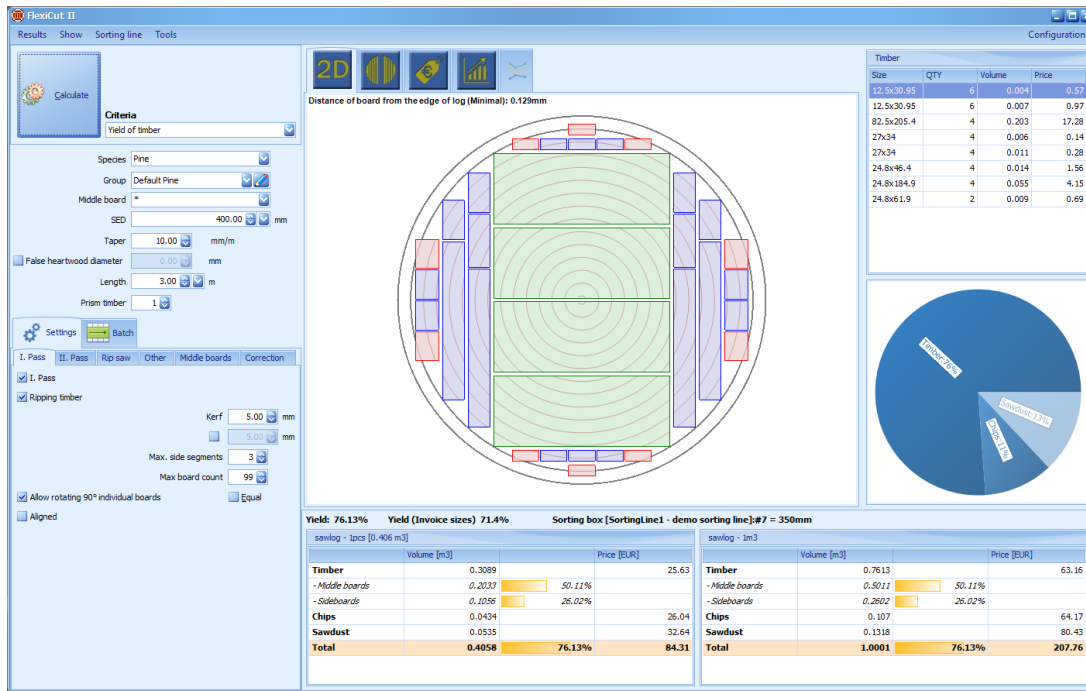 FlexiCut II
Results Show Sorting line Tools Configuration
Calculate
Criteria
Yield of timber
Species Pine
Group Default Pine
Middle board *
SED 400.00 mm
Taper 10.00 mm/m
False heartwood diameter 0.00 mm
Length 3.00 m
Prism timber 1
Settings Batch
I. Pass II. Pass Rip saw Other Middle boards Correction
I. Pass
Ripping timber
Kerf 5.00 mm
5.00 mm
Max. side segments 3
Max board count 99
Allow rotating 90° individual boards Equal
Aligned
2D
Distance of board from the edge of log (Minimal): 0.129mm
Timber
Size QTY Volume Price
12.5x30.95 6 0.004 0.57
12.5x30.95 6 0.007 0.97
82.5x205.4 4 0.203 17.28
27x34 4 0.006 0.14
27x34 4 0.011 0.28
24.8x46.4 4 0.014 1.56
24.8x184.9 4 0.055 4.15
24.8x61.9 2 0.009 0.69
Timber:76%
Sawdust:13%
Chips:11%
Yield: 76.13% Yield (Invoice sizes) 71.4% Sorting box [SortingLine1 - demo sorting line]:#7 = 350mm
sawlog - 1pcs [0.406 m3]
Volume [m3] Price [EUR]
Timber 0.3089 25.63
- Middle boards 0.2033 50.11%
- Sideboards 0.1056 26.02%
Chips 0.0434 26.04
Sawdust 0.0535 32.64
Total 0.4058 76.13% 84.31
sawlog - 1m3
Volume [m3] Price [EUR]
Timber 0.7613 63.16
- Middle boards 0.5011 50.11%
- Sideboards 0.2602 26.02%
Chips 0.107 64.17
Sawdust 0.1318 80.43
Total 1.0001 76.13% 207.76